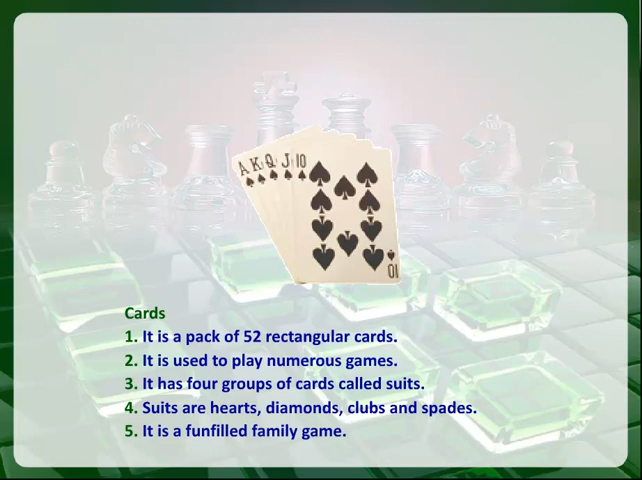 A K Q J 10
10
Cards
1. It is a pack of 52 rectangular cards.
2. It is used to play numerous games.
3. It has four groups of cards called suits.
4. Suits are hearts, diamonds, clubs and spades.
5. It is a funfilled family game.